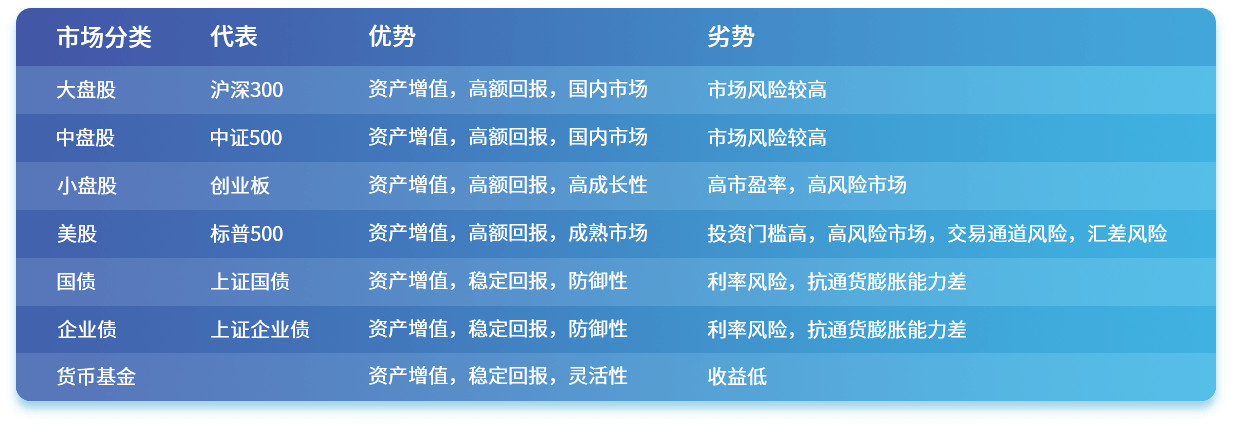 市场分类 代表 优势 劣势
大盘股 沪深300 资产增值，高额回报，国内市场 市场风险较高
中盘股 中证500 资产增值，高额回报，国内市场 市场风险较高
小盘股 创业板 资产增值，高额回报，高成长性 高市盈率，高风险市场
美股 标普500 资产增值，高额回报，成熟市场 投资门槛高，高风险市场，交易通道风险，汇差风险
国债 上证国债 资产增值，稳定回报，防御性 利率风险，抗通货膨胀能力差
企业债 上证企业债 资产增值，稳定回报，防御性 利率风险，抗通货膨胀能力差
货币基金 资产增值，稳定回报，灵活性 收益低